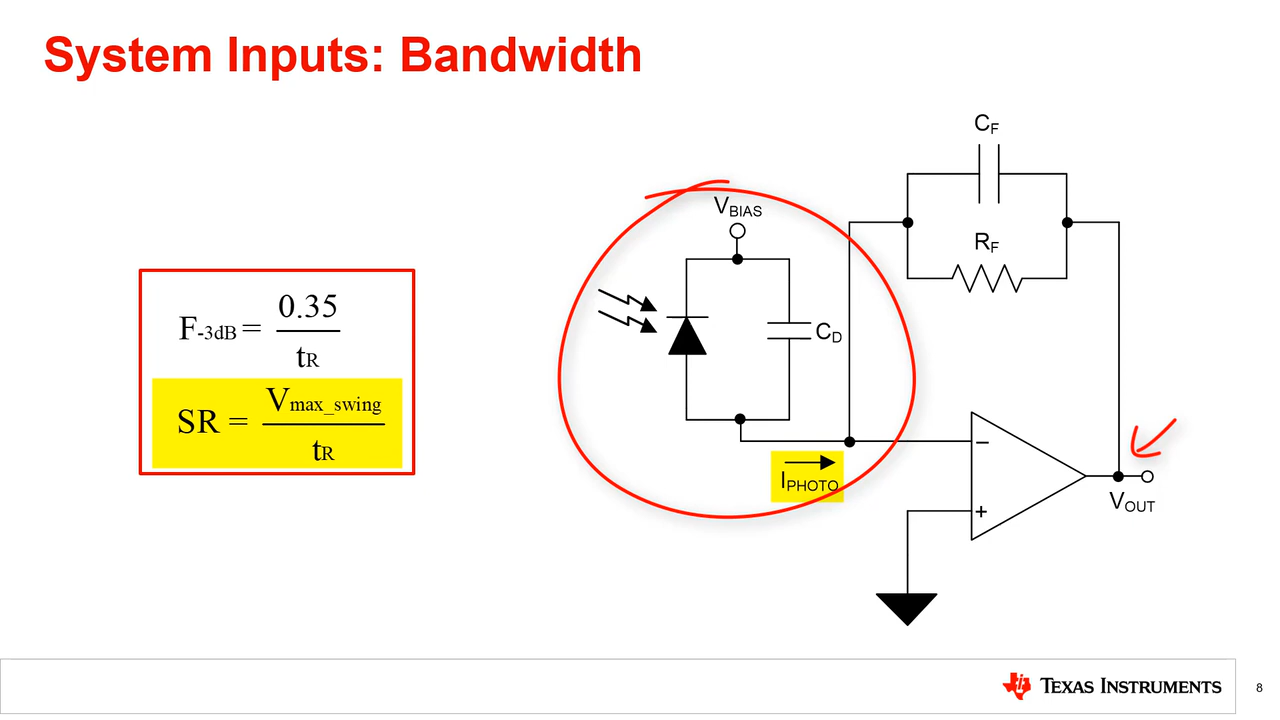 System Inputs: Bandwidth
F-3dB = 0.35 / tR
SR = Vmax_swing / tR
CF
RF
VBIAS
CD
IPHOTO
−
+
VOUT
TEXAS INSTRUMENTS
8